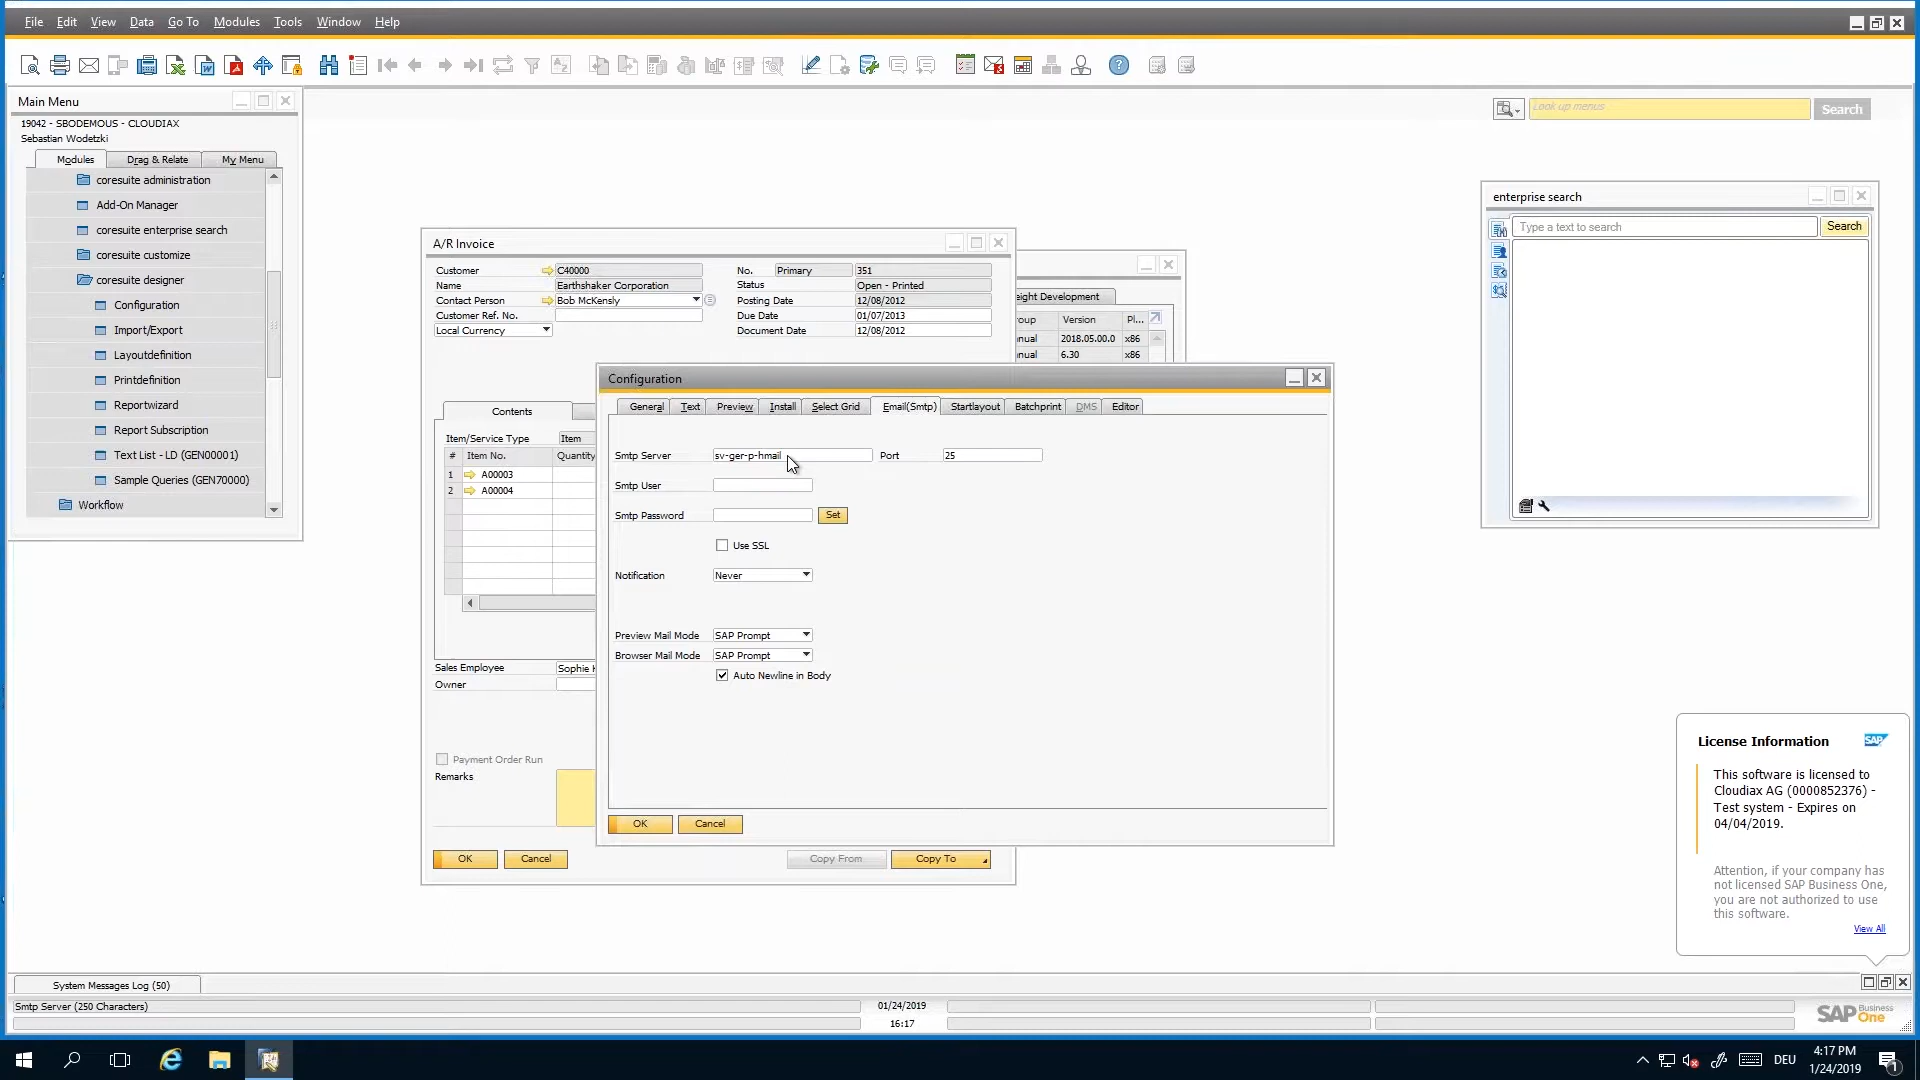 File Edit View Data Go To Modules Tools Window Help
Look up menus
Search
Main Menu
19042 - SBODEMOUS - CLOUDIAX
Sebastian Wodetzki
Modules Drag & Relate My Menu
coresuite administration
Add-On Manager
coresuite enterprise search
coresuite customize
coresuite designer
Configuration
Import/Export
Layoutdefinition
Printdefinition
Reportwizard
Report Subscription
Text List - LD (GEN00001)
Sample Queries (GEN70000)
Workflow
A/R Invoice
Customer C40000 No. Primary 351
Name Earthshaker Corporation Status Open - Printed
Contact Person Bob McKensly Posting Date 12/08/2012
Customer Ref. No. Due Date 01/07/2013
Local Currency Document Date 12/08/2012
Contents
Item/Service Type Item
# Item No. Quantity
1 A00003
2 A00004
Sales Employee Sophie
Owner
Payment Order Run
Remarks
OK Cancel Copy From Copy To
eight Development
oup Version Pl...
nual 2018.05.00.0 x86
nual 6.30 x86
Configuration
General Text Preview Install Select Grid Email(Smtp) Startlayout Batchprint DMS Editor
Smtp Server sv-ger-p-hmail Port 25
Smtp User
Smtp Password Set
Use SSL
Notification Never
Preview Mail Mode SAP Prompt
Browser Mail Mode SAP Prompt
Auto Newline in Body
OK Cancel
enterprise search
Type a text to search Search
License Information SAP
This software is licensed to
Cloudiax AG (0000852376) -
Test system - Expires on
04/04/2019.
Attention, if your company has
not licensed SAP Business One,
you are not authorized to use
this software.
View All
System Messages Log (50)
Smtp Server (250 Characters) 01/24/2019
16:17
SAP Business One
DEU
4:17 PM
1/24/2019
1